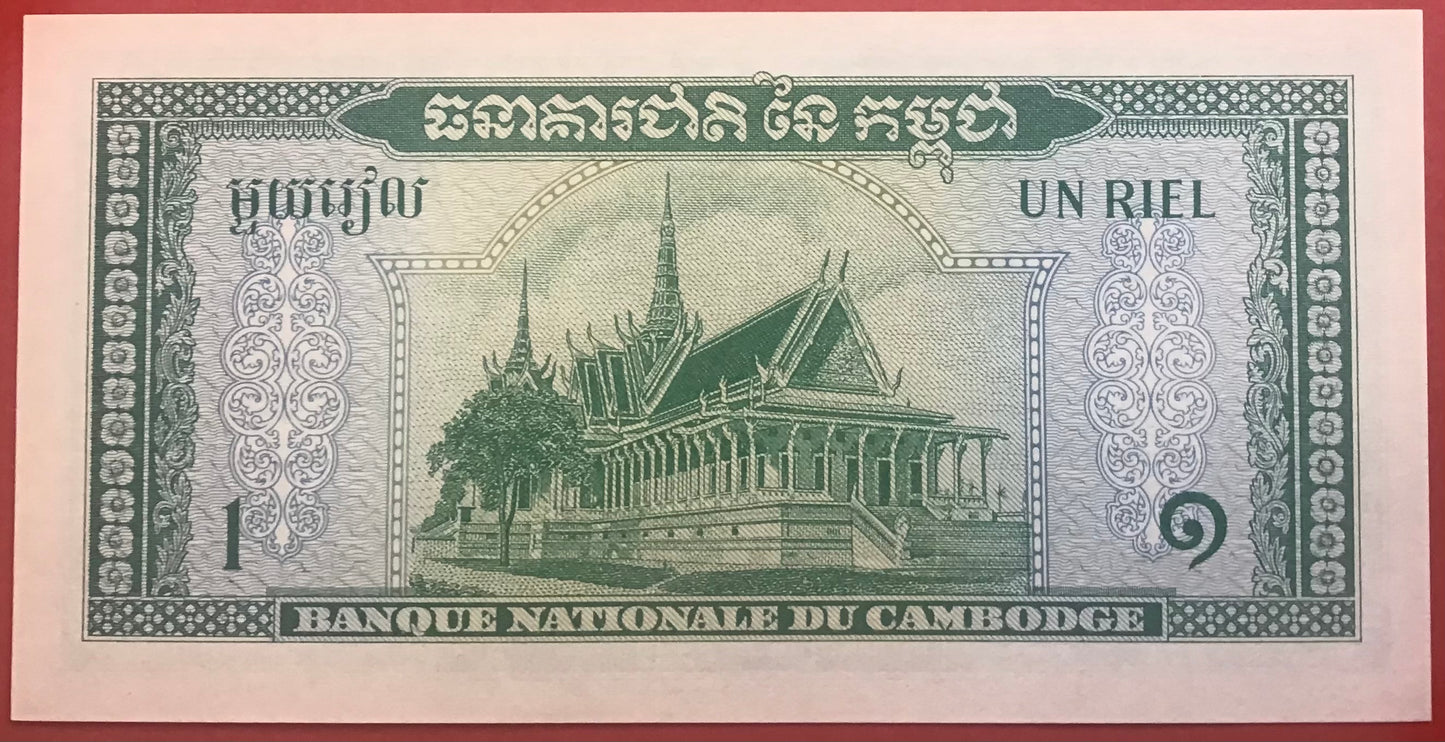 ធនាគារជាតិ នៃ កម្ពុជា
មួយរៀល
UN RIEL
1
១
BANQUE NATIONALE DU CAMBODGE